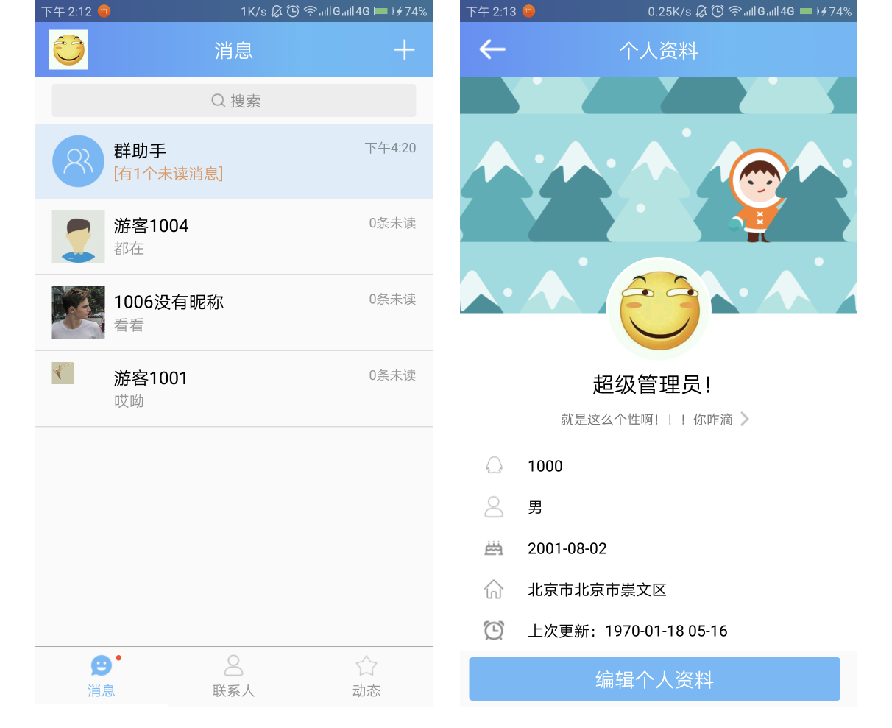 下午 2:12
1K/s
4G
74%
消息
搜索
群助手
下午4:20
[有1个未读消息]
游客1004
0条未读
都在
1006没有昵称
0条未读
看看
游客1001
0条未读
哎呦
消息
联系人
动态
下午 2:13
0.25K/s
4G
74%
个人资料
超级管理员!
就是这么个性啊！！！你咋滴
1000
男
2001-08-02
北京市北京市崇文区
上次更新：1970-01-18 05-16
编辑个人资料